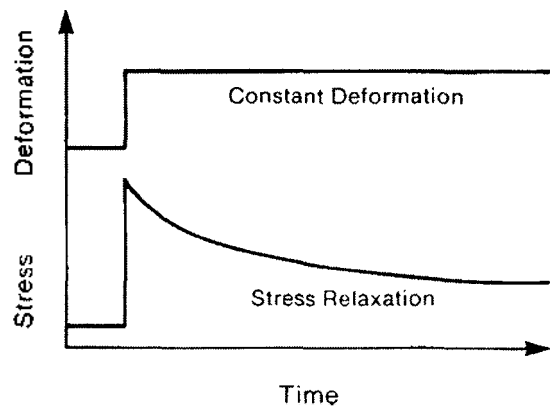 Deformation
Constant Deformation
Stress
Stress Relaxation
Time